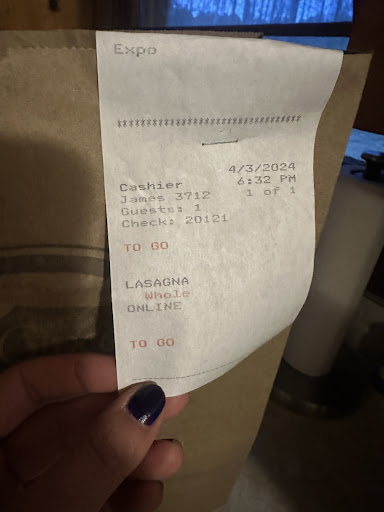 Expo
********************************
4/3/2024
Cashier 6:32 PM
James 3712 1 of 1
Guests: 1
Check: 20121
TO GO
LASAGNA
Whole
ONLINE
TO GO